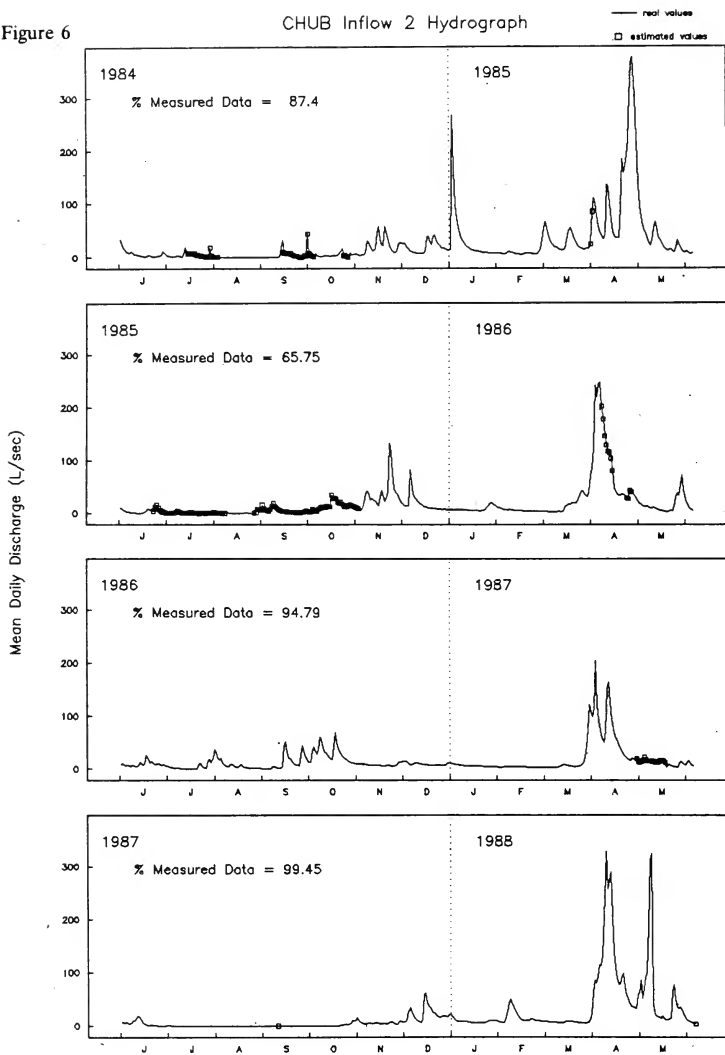 Figure 6
CHUB Inflow 2 Hydrograph
real values
estimated values
Mean Daily Discharge (L/sec)
1984
1985
% Measured Data = 87.4
300
200
100
0
J J A S O N D J F M A M J
1985
1986
% Measured Data = 65.75
300
200
100
0
J J A S O N D J F M A M J
1986
1987
% Measured Data = 94.79
300
200
100
0
J J A S O N D J F M A M J
1987
1988
% Measured Data = 99.45
300
200
100
0
J J A S O N D J F M A M J